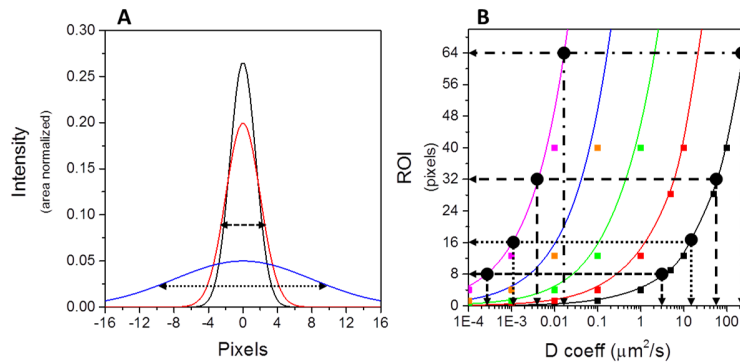 A
Intensity
(area normalized)
0.30
0.25
0.20
0.15
0.10
0.05
0.00
-16 -12 -8 -4 0 4 8 12 16
Pixels
B
ROI
(pixels)
64
56
48
40
32
24
16
8
0
1E-4 1E-3 0.01 0.1 1 10 100
D coeff (μm²/s)